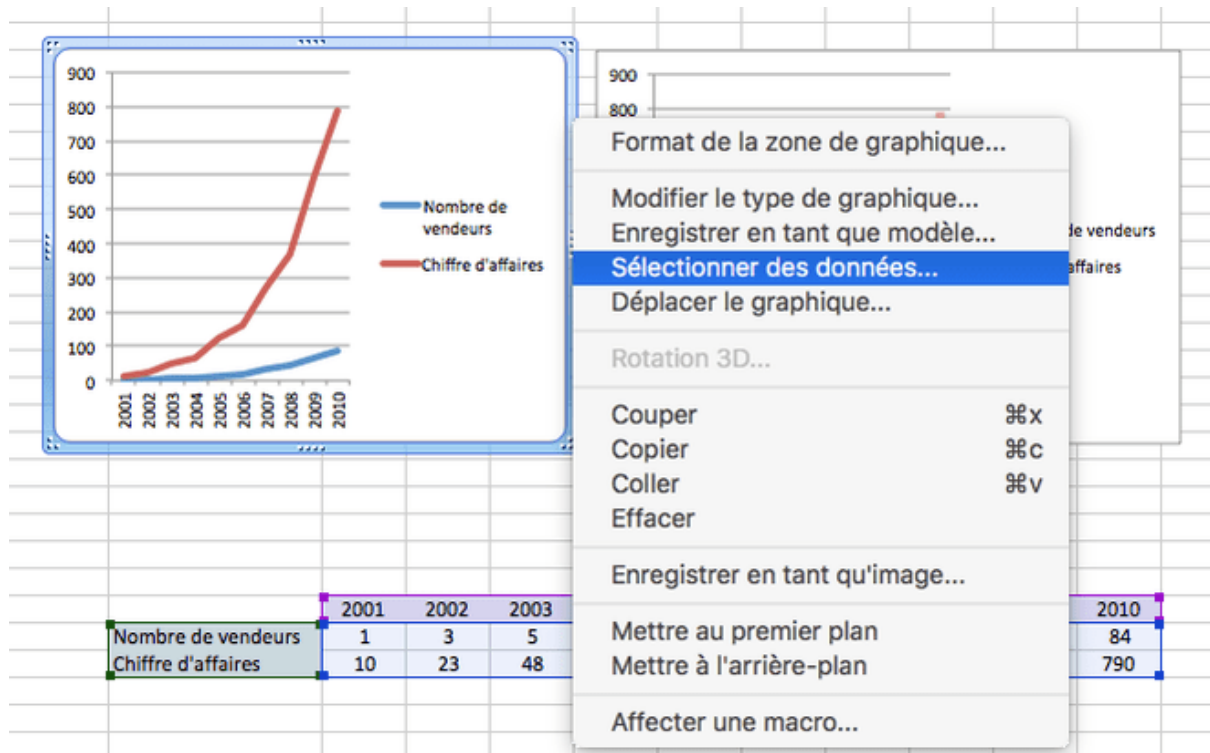 900
800
700
600
500
400
300
200
100
0
2001 2002 2003 2004 2005 2006 2007 2008 2009 2010
Nombre de
vendeurs
Chiffre d'affaires
900
800
de vendeurs
affaires
Format de la zone de graphique...
Modifier le type de graphique...
Enregistrer en tant que modèle...
Sélectionner des données...
Déplacer le graphique...
Rotation 3D...
Couper ⌘x
Copier ⌘c
Coller ⌘v
Effacer
Enregistrer en tant qu'image...
Mettre au premier plan
Mettre à l'arrière-plan
Affecter une macro...
2001 2002 2003 2010
Nombre de vendeurs 1 3 5 84
Chiffre d'affaires 10 23 48 790